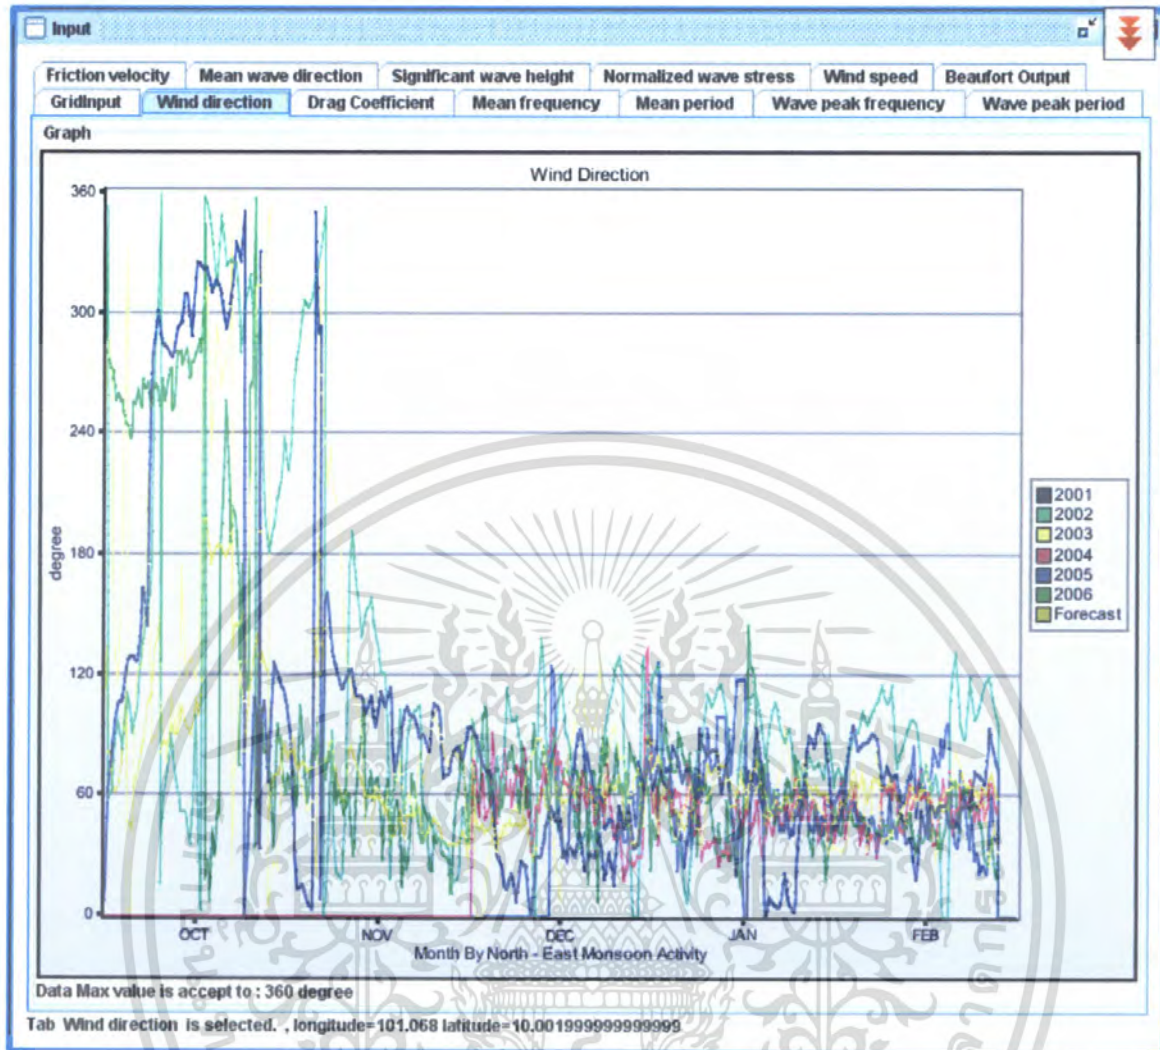 Input
Friction velocity Mean wave direction Significant wave height Normalized wave stress Wind speed Beaufort Output
GridInput Wind direction Drag Coefficient Mean frequency Mean period Wave peak frequency Wave peak period
Graph
Wind Direction
360
300
240
180
120
60
0
degree
OCT NOV DEC JAN FEB
Month By North - East Monsoon Activity
2001
2002
2003
2004
2005
2006
Forecast
Data Max value is accept to : 360 degree
Tab Wind direction is selected. , longitude=101.068 latitude=10.0019999999999999